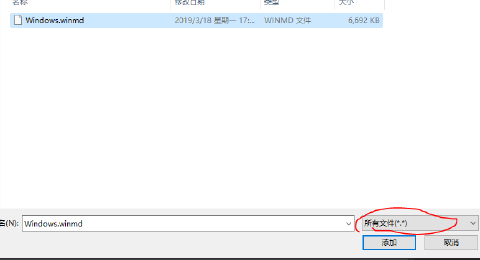 名称 修改日期 类型 大小
Windows.winmd 2019/3/18 星期一 17:... WINMD 文件 6,692 KB
名(N): Windows.winmd 所有文件(*.*)
添加 取消